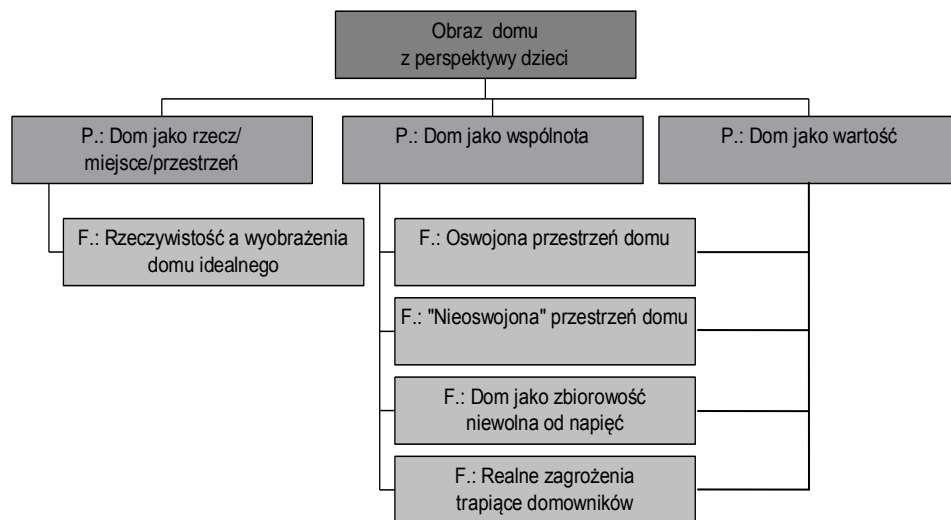 Obraz domu
z perspektywy dzieci
P.: Dom jako rzecz/
miejsce/przestrzeń
P.: Dom jako wspólnota
P.: Dom jako wartość
F.: Rzeczywistość a wyobrażenia
domu idealnego
F.: Oswojona przestrzeń domu
F.: "Nieoswojona" przestrzeń domu
F.: Dom jako zbiorowość
niewolna od napięć
F.: Realne zagrożenia
trapiące domowników